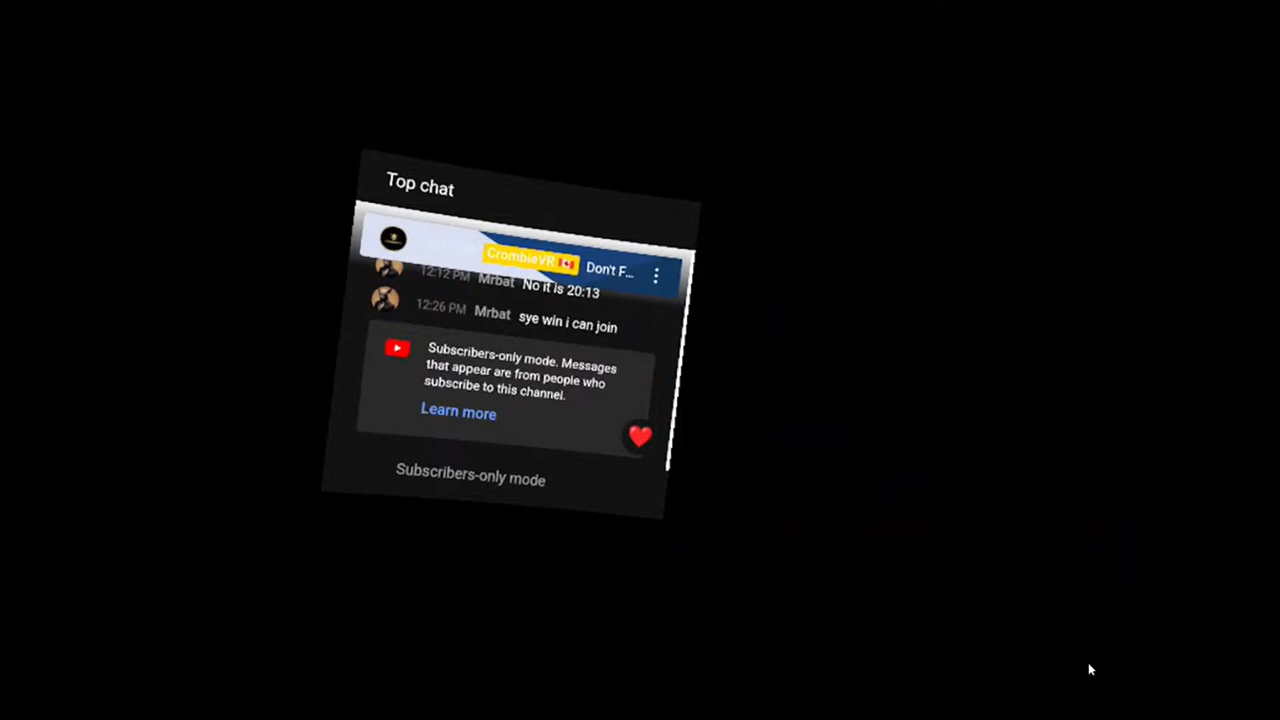 Top chat
CrombiaVR 🇨🇦 Don't F...
12:12 PM Mrbat No it is 20:13
12:26 PM Mrbat sye win i can join
Subscribers-only mode. Messages
that appear are from people who
subscribe to this channel.
Learn more
Subscribers-only mode